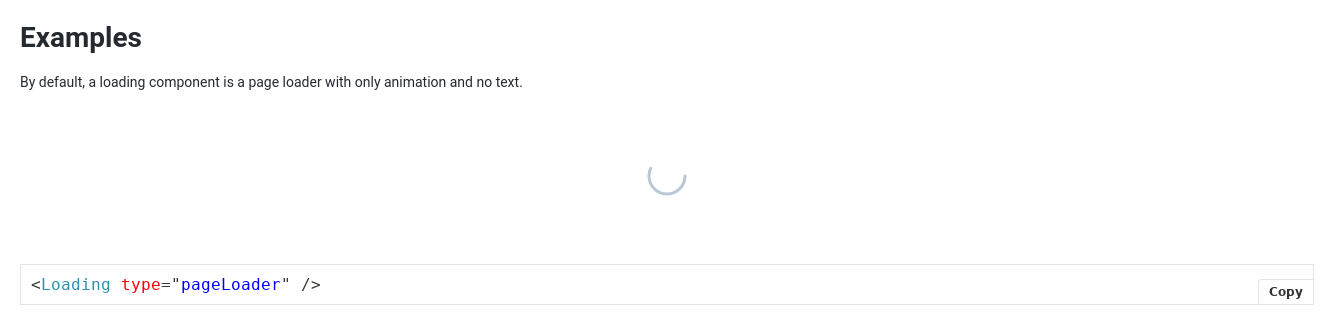 Examples
By default, a loading component is a page loader with only animation and no text.
<Loading type="pageLoader" />
Copy